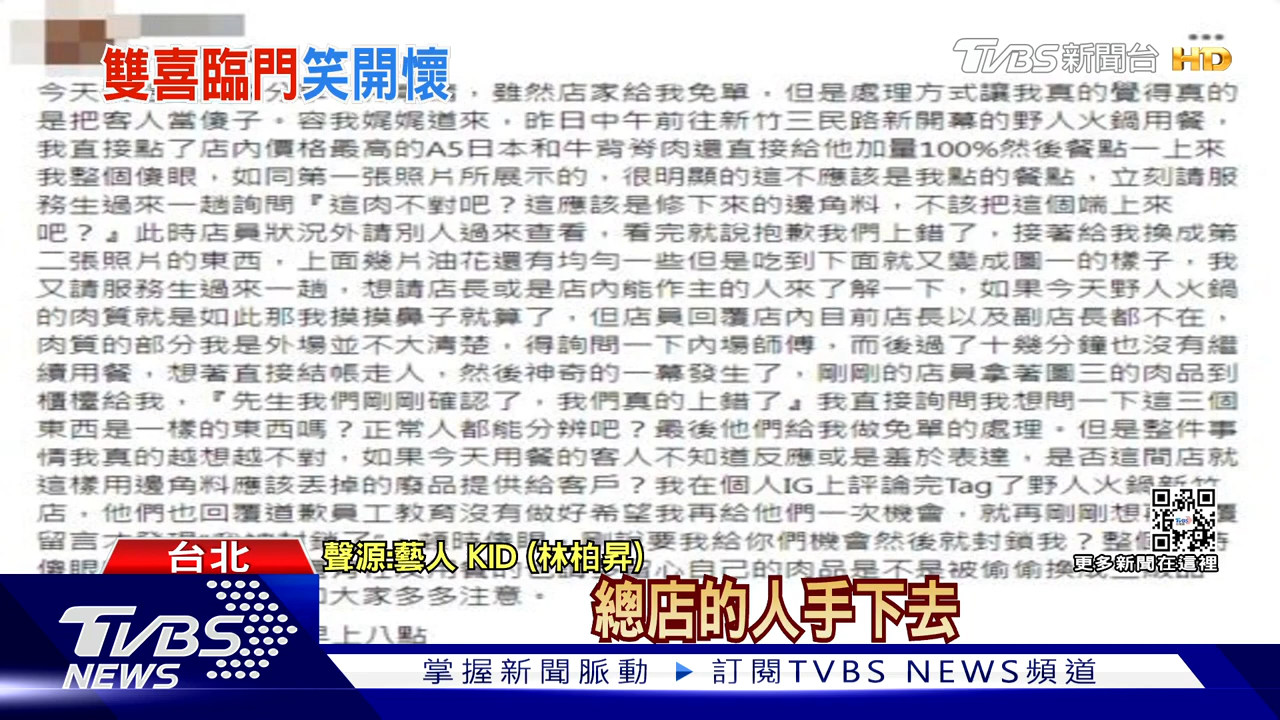 雙喜臨門笑開懷
TVBS新聞台 HD
今天
，雖然店家給我免單，但是處理方式讓我真的覺得真的
是把客人當傻子。容我娓娓道來，昨日中午前往新竹三民路新開幕的野人火鍋用餐，
我直接點了店內價格最高的A5日本和牛背脊肉還直接給他加量100%然後餐點一上來
我整個傻眼，如同第一張照片所展示的，很明顯的這不應該是我點的餐點，立刻請服
務生過來一趟詢問『這肉不對吧？這應該是修下來的邊角料，不該把這個端上來
吧？』此時店員狀況外請別人過來查看，看完就說抱歉我們上錯了，接著給我換成第
二張照片的東西，上面幾片油花還有均勻一些但是吃到下面就又變成圖一的樣子，我
又請服務生過來一趟，想請店長或是店內能作主的人來了解一下，如果今天野人火鍋
的肉質就是如此那我摸摸鼻子就算了，但店員回覆店內目前店長以及副店長都不在，
肉質的部分我是外場並不大清楚，得詢問一下內場師傅，而後過了十幾分鐘也沒有繼
續用餐，想著直接結帳走人，然後神奇的一幕發生了，剛剛的店員拿著圖三的肉品到
櫃檯給我，『先生我們剛剛確認了，我們真的上錯了』我直接詢問我想問一下這三個
東西是一樣的東西嗎？正常人都能分辨吧？最後他們給我做免單的處理。但是整件事
情我真的越想越不對，如果今天用餐的客人不知道反應或是羞於表達，是否這間店就
這樣用邊角料應該丟掉的廢品提供給客戶？我在個人IG上評論完Tag了野人火鍋新竹
店，他們也回覆道歉員工教育沒有做好希望我再給他們一次機會，就再剛剛想
留言
要我給你們機會然後就封鎖我？整個
傻眼
心自己的肉品是不是被偷偷換
和大家多多注意。
早上八點
更多新聞在這裡
台北
聲源:藝人 KID (林柏昇)
總店的人手下去
TVBS NEWS
掌握新聞脈動 ▶ 訂閱TVBS NEWS頻道